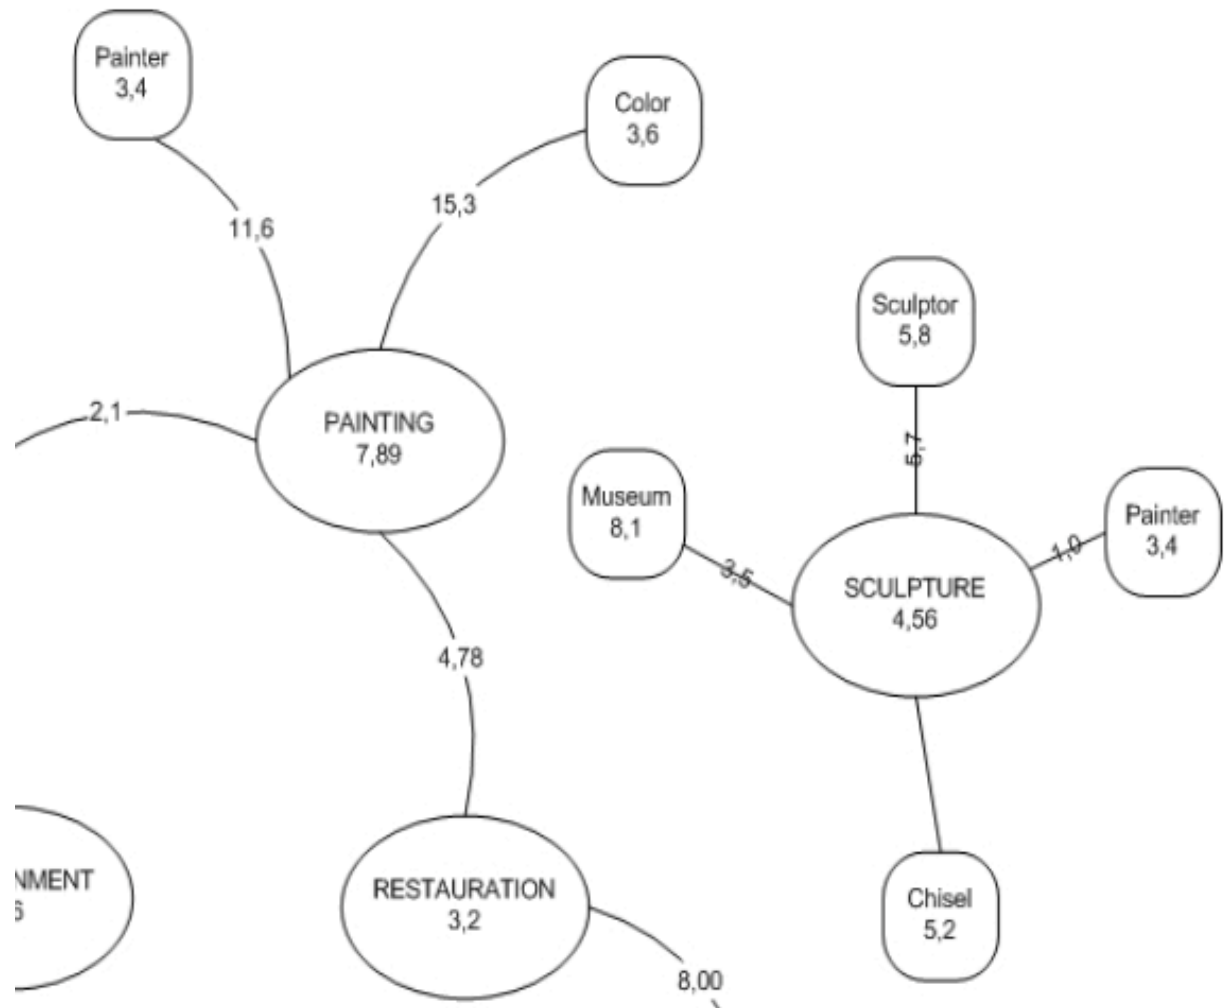 Painter
3,4
Color
3,6
11,6
15,3
Sculptor
5,8
2,1
PAINTING
7,89
5,7
Museum
8,1
Painter
3,4
3,5
1,0
SCULPTURE
4,56
4,78
NMENT
6
RESTAURATION
3,2
Chisel
5,2
8,00